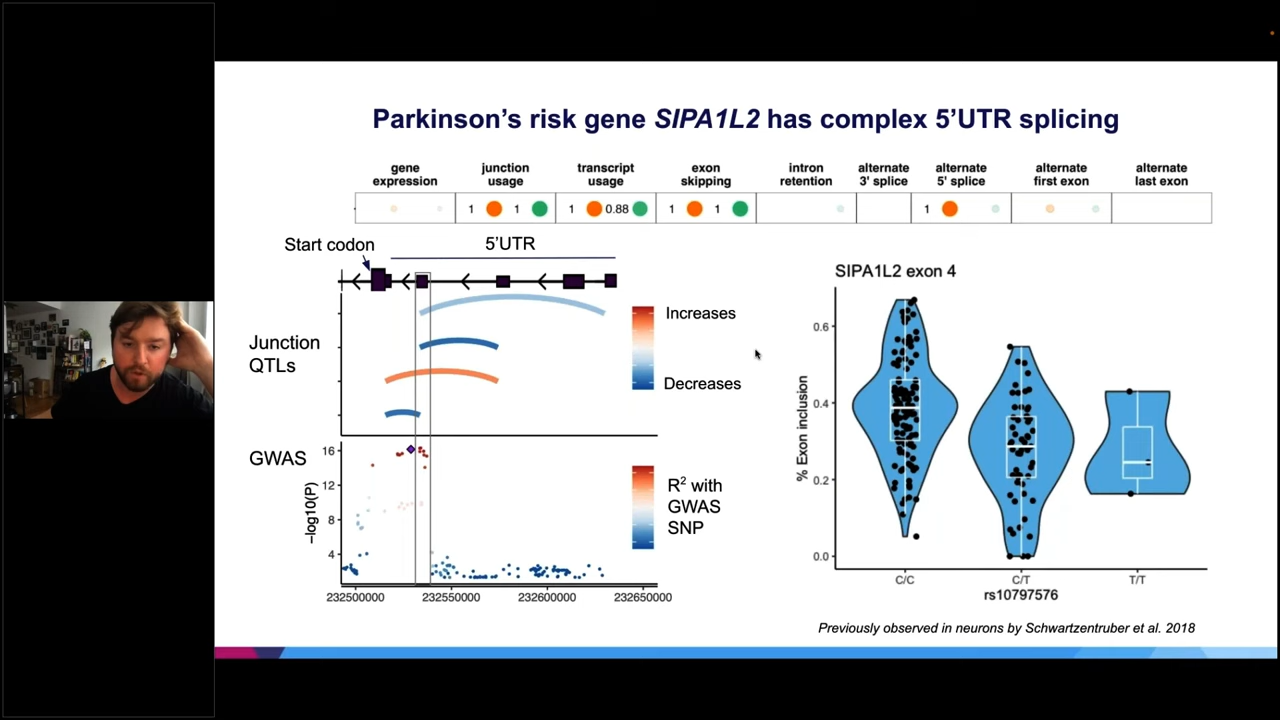 Parkinson’s risk gene SIPA1L2 has complex 5’UTR splicing
gene expression
junction usage
transcript usage
exon skipping
intron retention
alternate 3' splice
alternate 5' splice
alternate first exon
alternate last exon
1 1 1 0.88 1 1 1
Start codon
5’UTR
Junction
QTLs
Increases
Decreases
GWAS
−log10(P)
16
12
8
4
232500000 232550000 232600000 232650000
R² with
GWAS
SNP
SIPA1L2 exon 4
% Exon inclusion
0.6
0.4
0.2
0.0
C/C C/T T/T
rs10797576
Previously observed in neurons by Schwartzentruber et al. 2018